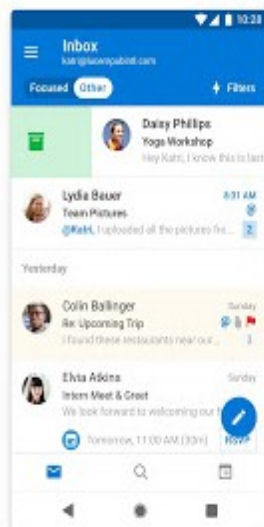 10:28
Inbox
Focused Other Filters
Daisy Phillips
Yoga Workshop
Hey Katri, I know this is last
Lydia Bauer 8:31 AM
Team Pictures
@Katri, I uploaded all the pictures fro... 2
Yesterday
Colin Ballinger Sunday
Re: Upcoming Trip
I found these restaurants near our... 3
Elvia Atkins Sunday
Intern Meet & Greet
We look forward to welcoming our
Tomorrow, 11:00 AM (30m) RSVP